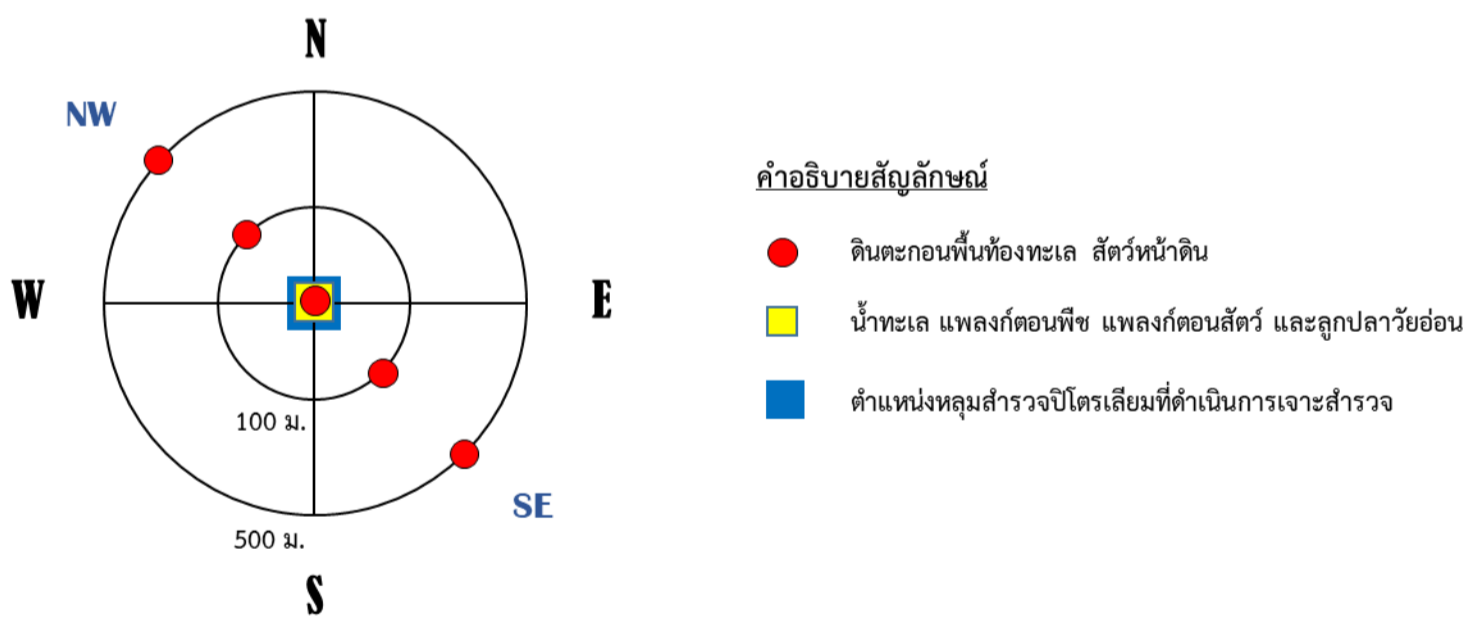 N
NW
คำอธิบายสัญลักษณ์
ดินตะกอนพื้นท้องทะเล สัตว์หน้าดิน
W
E
น้ำทะเล แพลงก์ตอนพืช แพลงก์ตอนสัตว์ และลูกปลาวัยอ่อน
ตำแหน่งหลุมสำรวจปิโตรเลียมที่ดำเนินการเจาะสำรวจ
100 ม.
SE
500 ม.
S